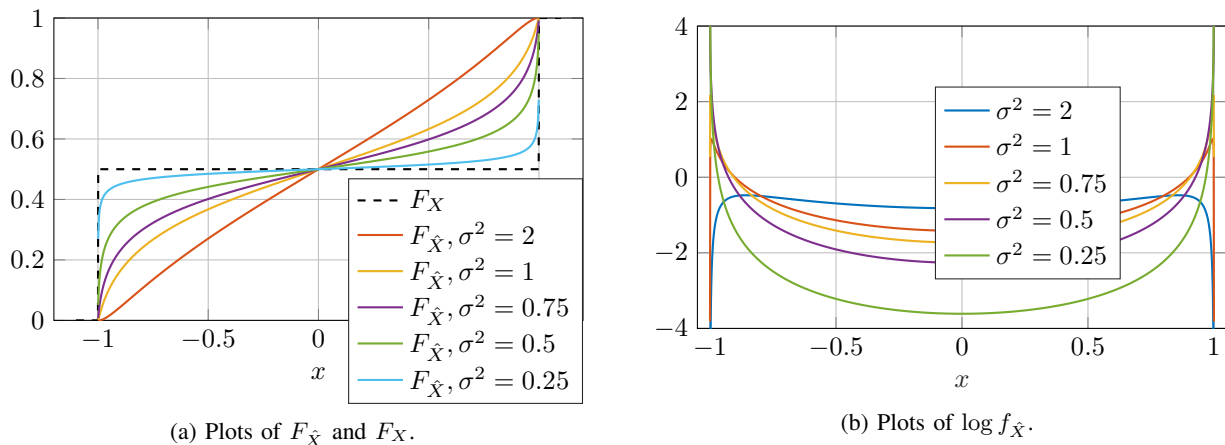 1
0.8
0.6
0.4
0.2
0
−1
−0.5
0
x
F_X
F_X̂, σ² = 2
F_X̂, σ² = 1
F_X̂, σ² = 0.75
F_X̂, σ² = 0.5
F_X̂, σ² = 0.25
(a) Plots of F_X̂ and F_X.
4
2
0
−2
−4
−1
−0.5
0
0.5
1
x
σ² = 2
σ² = 1
σ² = 0.75
σ² = 0.5
σ² = 0.25
(b) Plots of log f_X̂.